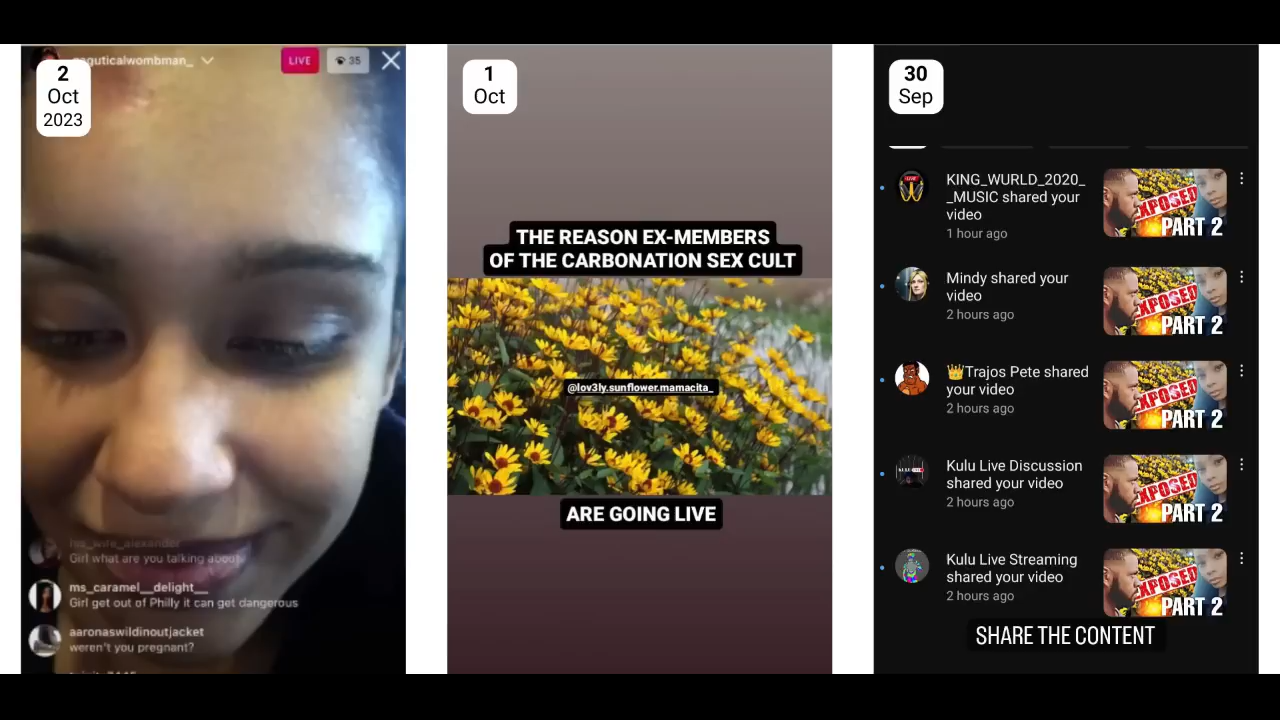 2
Oct
2023
LIVE
35
Girl what are you talking about
ms_caramel__delight__
Girl get out of Philly it can get dangerous
aaronaswildinoutjacket
weren't you pregnant?
1
Oct
THE REASON EX-MEMBERS
OF THE CARBONATION SEX CULT
@lov3ly.sunflower.mamacita_
ARE GOING LIVE
30
Sep
KING_WURLD_2020_
_MUSIC shared your
video
1 hour ago
EXPOSED
PART 2
Mindy shared your
video
2 hours ago
EXPOSED
PART 2
Trajos Pete shared
your video
2 hours ago
EXPOSED
PART 2
Kulu Live Discussion
shared your video
2 hours ago
EXPOSED
PART 2
Kulu Live Streaming
shared your video
2 hours ago
EXPOSED
PART 2
SHARE THE CONTENT